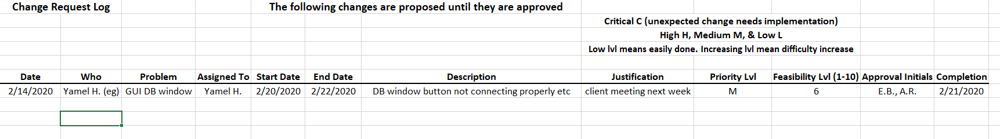 Change Request Log The following changes are proposed until they are approved
Critical C (unexpected change needs implementation)
High H, Medium M, & Low L
Low lvl means easily done. Increasing lvl mean difficulty increase
Date Who Problem Assigned To Start Date End Date Description Justification Priority Lvl Feasibility Lvl (1-10) Approval Initials Completion
2/14/2020 Yamel H. (eg) GUI DB window Yamel H. 2/20/2020 2/22/2020 DB window button not connecting properly etc client meeting next week M 6 E.B., A.R. 2/21/2020